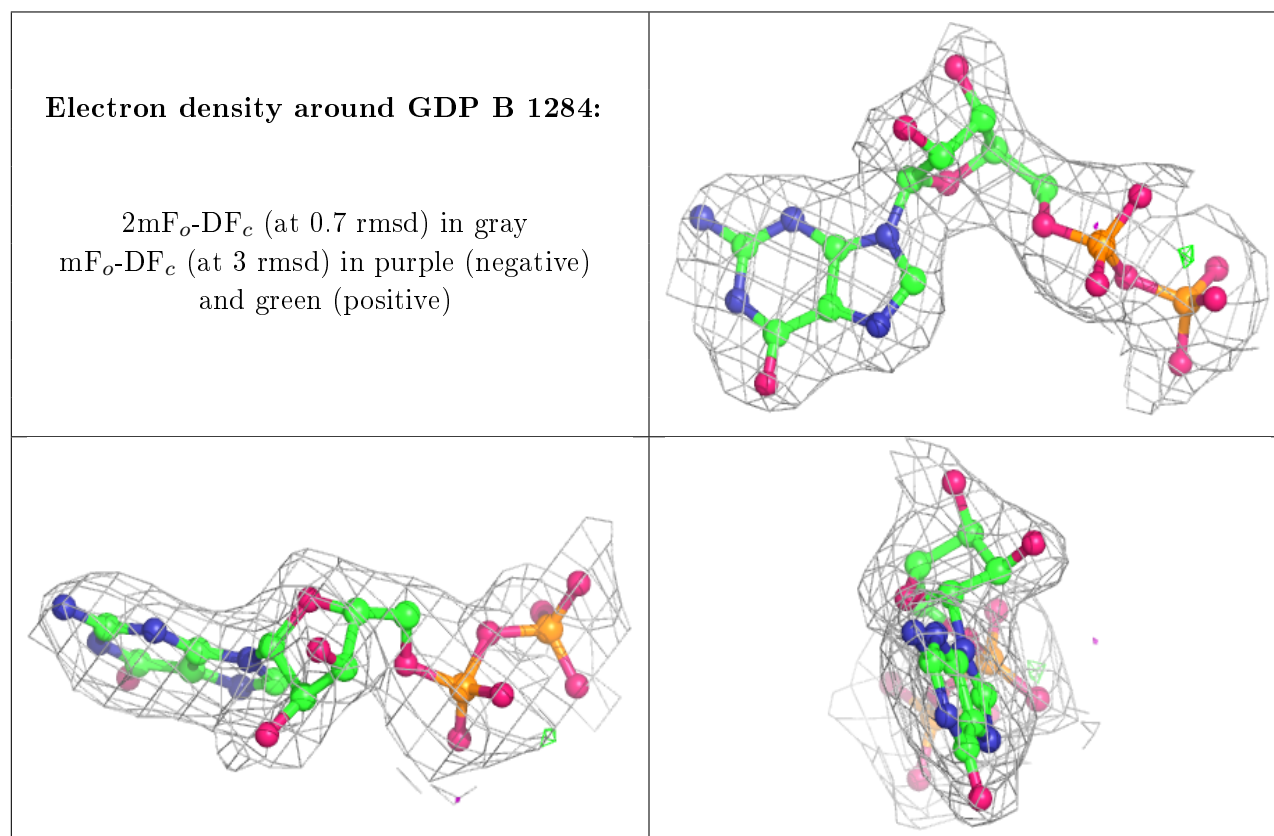 Electron density around GDP B 1284:
2mFo-DFc (at 0.7 rmsd) in gray
mFo-DFc (at 3 rmsd) in purple (negative)
and green (positive)